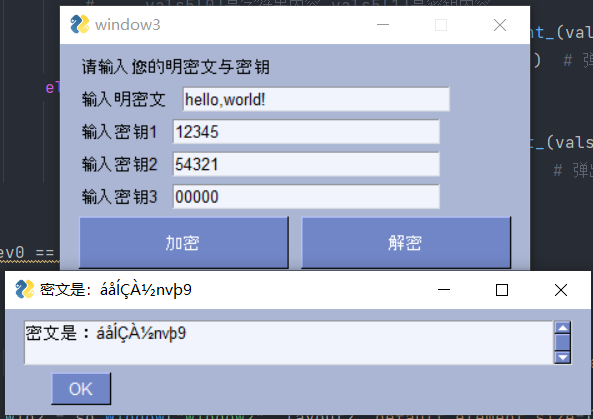 nt_(val
window3
) # 弹
请输入您的明密文与密钥
el
输入明密文 hello,world!
输入密钥1 12345
t_(vals
输入密钥2 54321
# 弹出
输入密钥3 00000
加密 解密
ev0 ==
密文是：áåÍÇÀ½nvþ9
密文是：áåÍÇÀ½nvþ9
OK